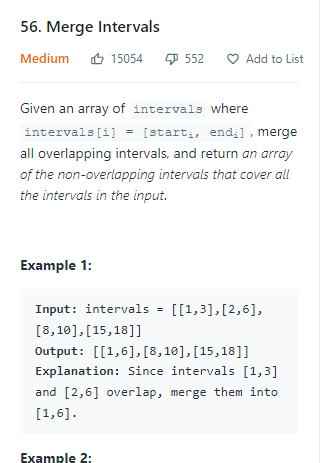 56. Merge Intervals
Medium 15054 552 Add to List
Given an array of intervals where
intervals[i] = [startᵢ, endᵢ] , merge
all overlapping intervals, and return an array
of the non-overlapping intervals that cover all
the intervals in the input.
Example 1:
Input: intervals = [[1,3],[2,6],
[8,10],[15,18]]
Output: [[1,6],[8,10],[15,18]]
Explanation: Since intervals [1,3]
and [2,6] overlap, merge them into
[1,6].
Example 2: